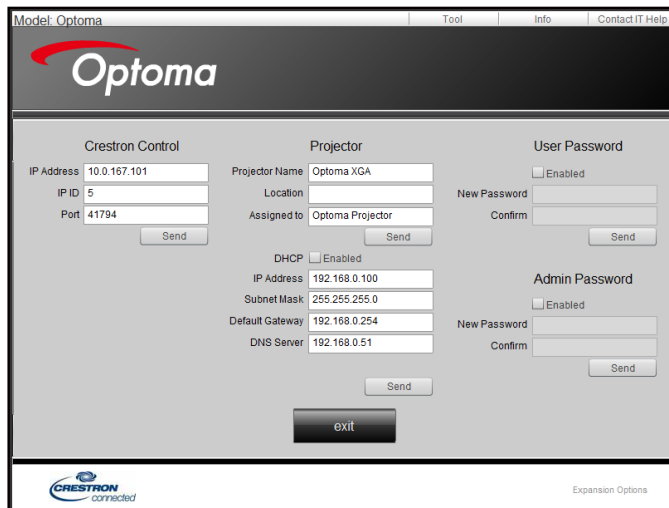 Model: Optoma
Tool Info Contact IT Help
Optoma
Crestron Control
IP Address 10.0.167.101
IP ID 5
Port 41794
Send
Projector
Projector Name Optoma XGA
Location
Assigned to Optoma Projector
Send
DHCP Enabled
IP Address 192.168.0.100
Subnet Mask 255.255.255.0
Default Gateway 192.168.0.254
DNS Server 192.168.0.51
Send
User Password
Enabled
New Password
Confirm
Send
Admin Password
Enabled
New Password
Confirm
Send
exit
CRESTRON
connected
Expansion Options